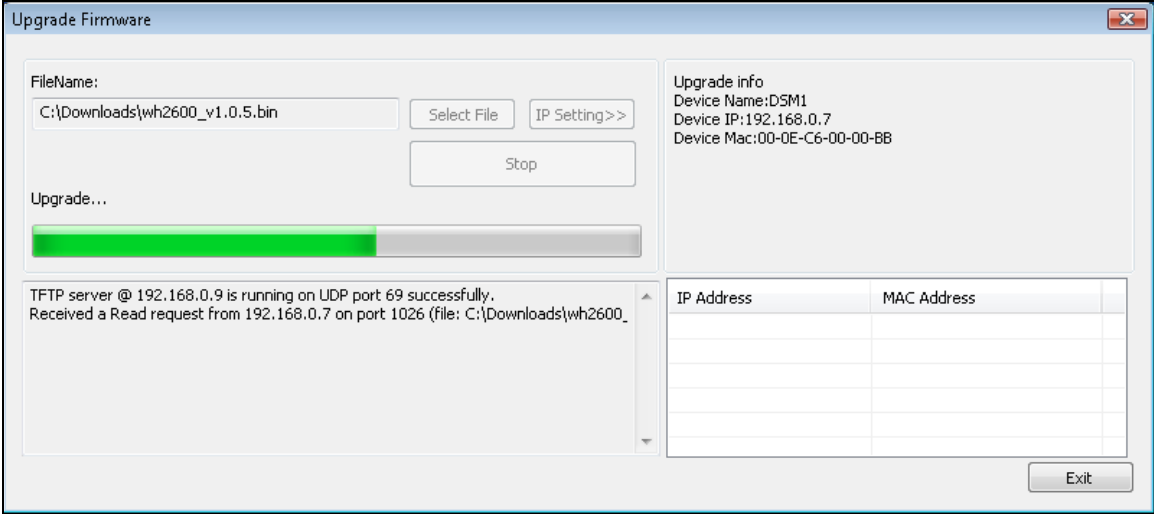 Upgrade Firmware
FileName:
C:\Downloads\wh2600_v1.0.5.bin
Select File
IP Setting>>
Stop
Upgrade...
Upgrade info
Device Name:DSM1
Device IP:192.168.0.7
Device Mac:00-0E-C6-00-00-BB
TFTP server @ 192.168.0.9 is running on UDP port 69 successfully.
Received a Read request from 192.168.0.7 on port 1026 (file: C:\Downloads\wh2600_
IP Address MAC Address
Exit